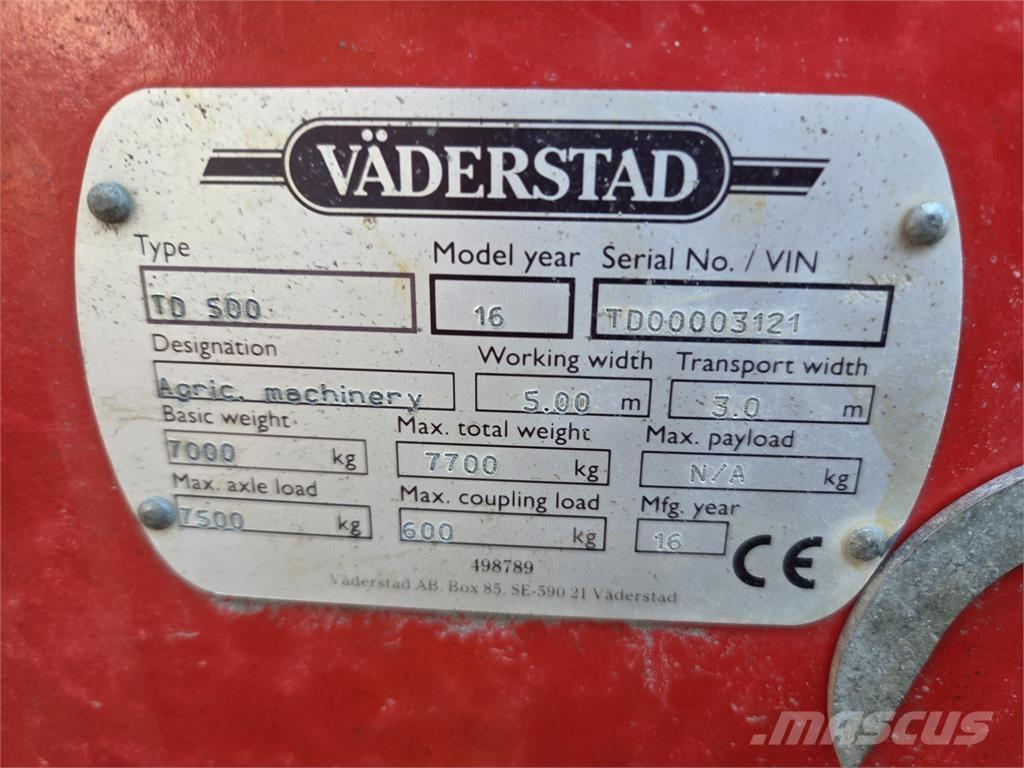 VÄDERSTAD
Type Model year Serial No. / VIN
TD 500 16 TD00003121
Designation Working width Transport width
Agric. machinery 5.00 m 3.0 m
Basic weight Max. total weight Max. payload
7000 kg 7700 kg N/A kg
Max. axle load Max. coupling load Mfg. year
7500 kg 600 kg 16
CE
498789
Väderstad AB. Box 85. SE-590 21 Väderstad
mascus